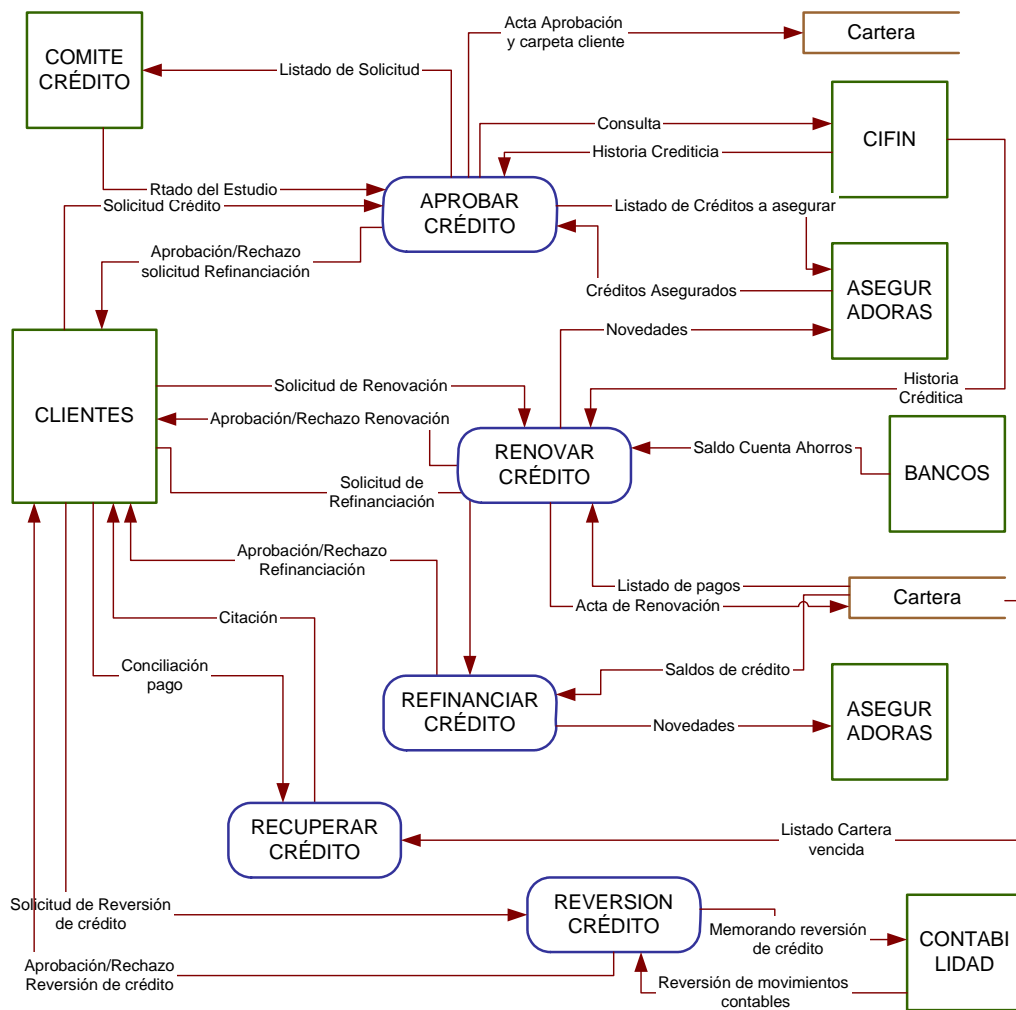 Acta Aprobación
y carpeta cliente
Cartera
COMITE
CRÉDITO
Listado de Solicitud
Consulta
CIFIN
Historia Crediticia
Rtado del Estudio
Solicitud Crédito
APROBAR
CRÉDITO
Listado de Créditos a asegurar
Aprobación/Rechazo
solicitud Refinanciación
Créditos Asegurados
ASEGUR
ADORAS
Novedades
CLIENTES
Solicitud de Renovación
Historia
Créditica
Aprobación/Rechazo Renovación
RENOVAR
CRÉDITO
Saldo Cuenta Ahorros
BANCOS
Solicitud de
Refinanciación
Aprobación/Rechazo
Refinanciación
Listado de pagos
Acta de Renovación
Cartera
Citación
Conciliación
pago
Saldos de crédito
REFINANCIAR
CRÉDITO
Novedades
ASEGUR
ADORAS
RECUPERAR
CRÉDITO
Listado Cartera
vencida
Solicitud de Reversión
de crédito
REVERSION
CRÉDITO
Memorando reversión
de crédito
CONTABI
LIDAD
Aprobación/Rechazo
Reversión de crédito
Reversión de movimientos
contables